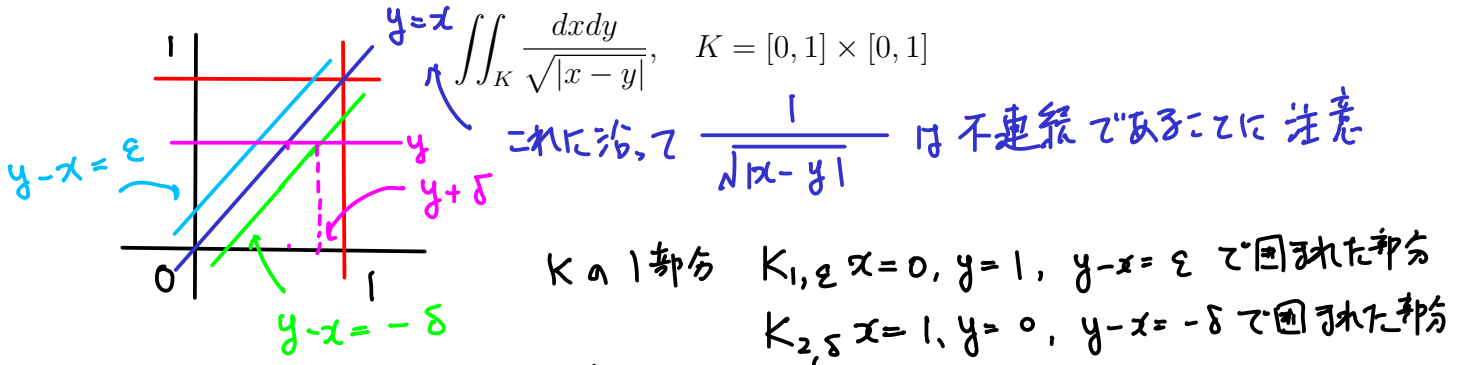 y=x
∬_K dxdy/√|x − y|, K = [0, 1] × [0, 1]
1
これに沿って 1/√|x−y| は不連続であることに注意
y
y−x=ε
y+δ
0
1
y−x=−δ
Kの1部分 K_{1,ε} x=0, y=1, y−x=ε で囲まれた部分
K_{2,δ} x=1, y=0, y−x=−δ で囲まれた部分